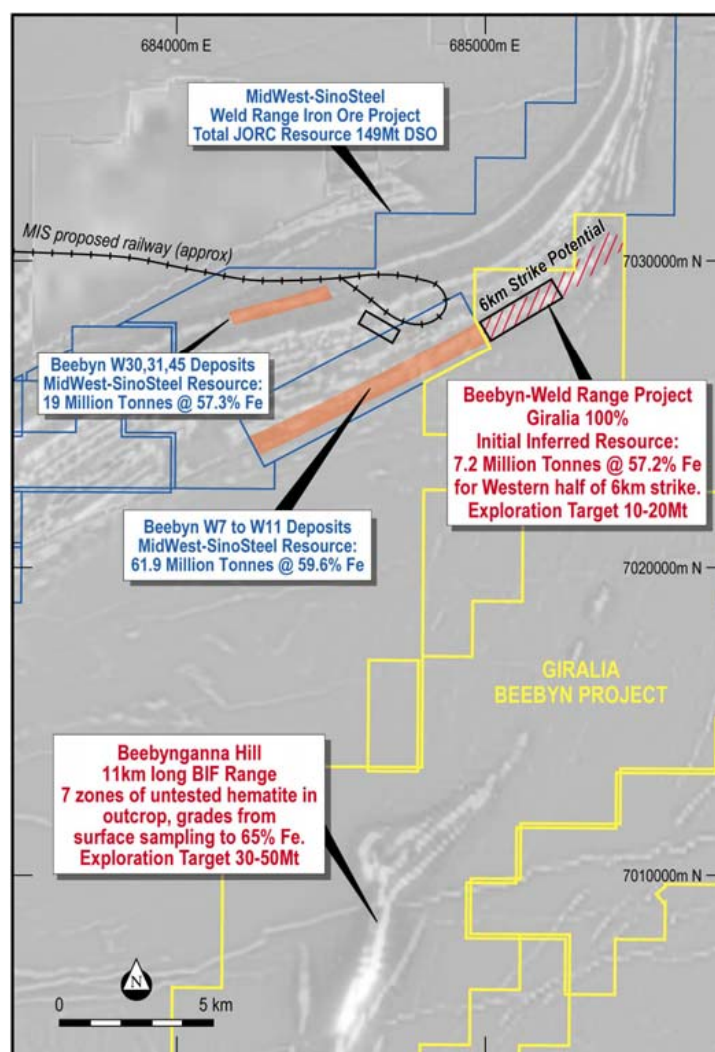 684000m E
685000m E
MidWest-SinoSteel
Weld Range Iron Ore Project
Total JORC Resource 149Mt DSO
MIS proposed railway (approx)
6km Strike Potential
7030000m N
Beebyn W30,31,45 Deposits
MidWest-SinoSteel Resource:
19 Million Tonnes @ 57.3% Fe
Beebyn-Weld Range Project
Giralia 100%
Initial Inferred Resource:
7.2 Million Tonnes @ 57.2% Fe
for Western half of 6km strike.
Exploration Target 10-20Mt
Beebyn W7 to W11 Deposits
MidWest-SinoSteel Resource:
61.9 Million Tonnes @ 59.6% Fe
7020000m N
GIRALIA
BEEBYN PROJECT
Beebynganna Hill
11km long BIF Range
7 zones of untested hematite in
outcrop, grades from
surface sampling to 65% Fe.
Exploration Target 30-50Mt
7010000m N
N
0 5 km